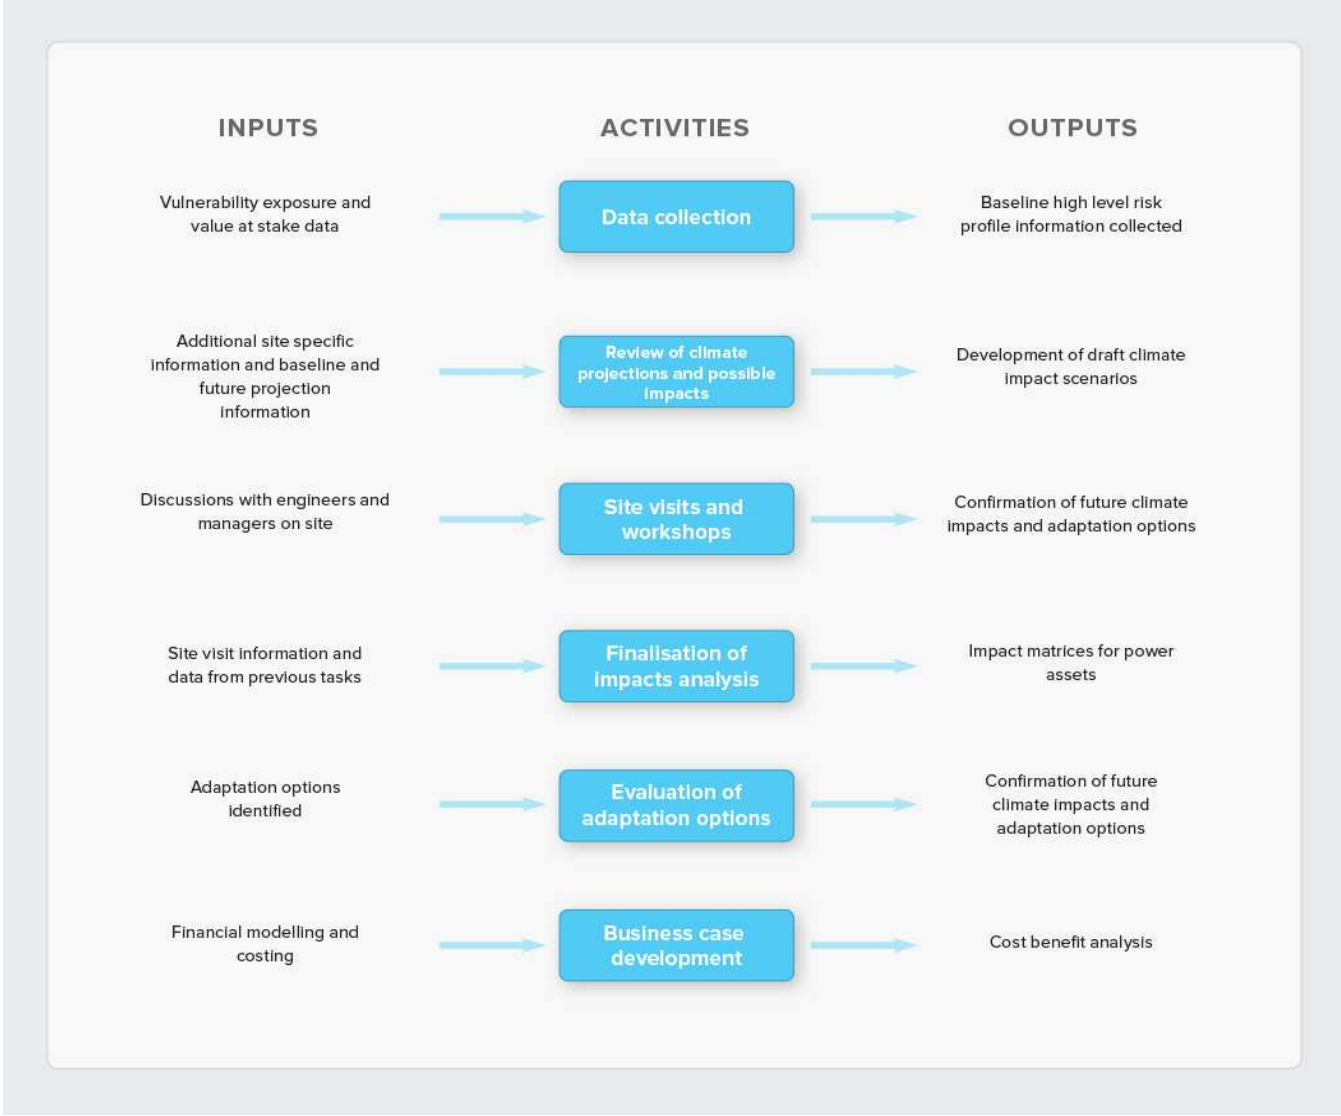 INPUTS
ACTIVITIES
OUTPUTS
Vulnerability exposure and
value at stake data
Data collection
Baseline high level risk
profile information collected
Additional site specific
information and baseline and
future projection
information
Review of climate
projections and possible
impacts
Development of draft climate
impact scenarios
Discussions with engineers and
managers on site
Site visits and
workshops
Confirmation of future climate
impacts and adaptation options
Site visit information and
data from previous tasks
Finalisation of
impacts analysis
Impact matrices for power
assets
Adaptation options
identified
Evaluation of
adaptation options
Confirmation of future
climate impacts and
adaptation options
Financial modelling and
costing
Business case
development
Cost benefit analysis